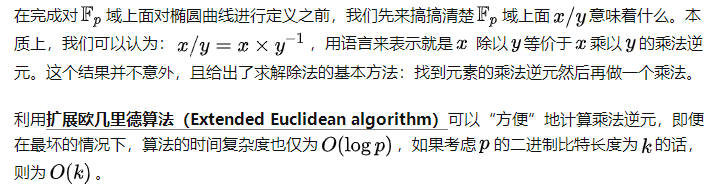 在完成对 𝔽ₚ 域上面对椭圆曲线进行定义之前，我们先来搞搞清楚 𝔽ₚ 域上面 x/y 意味着什么。本
质上，我们可以认为：x/y = x × y⁻¹ ，用语言来表示就是 x 除以 y 等价于 x 乘以 y 的乘法逆
元。这个结果并不意外，且给出了求解除法的基本方法：找到元素的乘法逆元然后再做一个乘法。
利用扩展欧几里德算法（Extended Euclidean algorithm）可以“方便”地计算乘法逆元，即便
在最坏的情况下，算法的时间复杂度也仅为 O(log p)，如果考虑 p 的二进制比特长度为 k 的话，
则为 O(k) 。